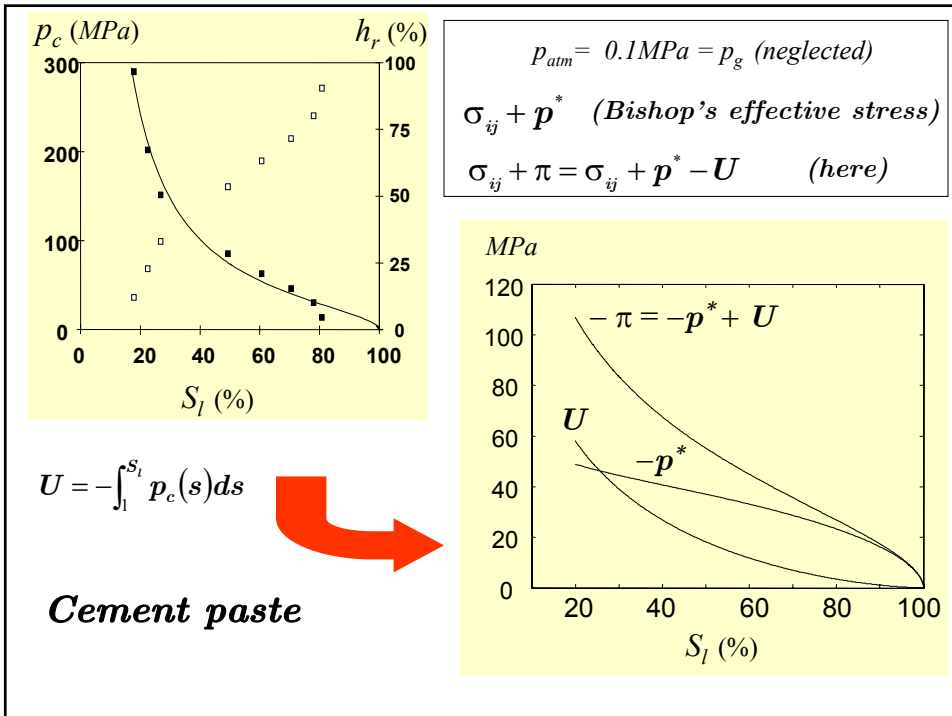 p_c (MPa) h_r (%)
300 100
200 75
50
100 25
0 0
0 20 40 60 80 100
S_l (%)
p_atm = 0.1MPa = p_g (neglected)
σ_ij + p^* (Bishop's effective stress)
σ_ij + π = σ_ij + p^* − U (here)
U = −∫_1^{S_l} p_c(s)ds
Cement paste
MPa
120
100
80
60
40
20
0
− π = −p^* + U
U
−p^*
20 40 60 80 100
S_l (%)